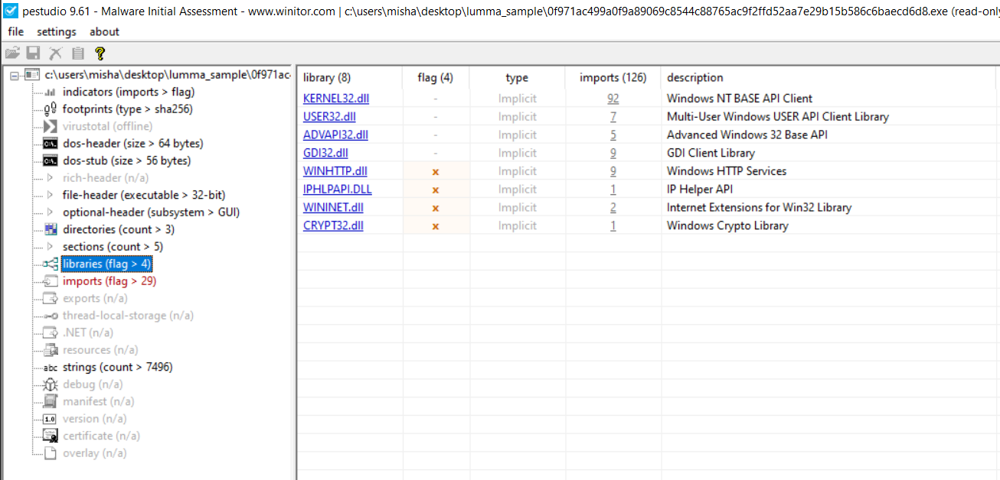 pestudio 9.61 - Malware Initial Assessment - www.winitor.com | c:\users\misha\desktop\lumma_sample\0f971ac499a0f9a89069c8544c88765ac9f2ffd52aa7e29b15b586c6baecd6d8.exe (read-only
file settings about
c:\users\misha\desktop\lumma_sample\0f971ac
indicators (imports > flag)
footprints (type > sha256)
virustotal (offline)
dos-header (size > 64 bytes)
dos-stub (size > 56 bytes)
rich-header (n/a)
file-header (executable > 32-bit)
optional-header (subsystem > GUI)
directories (count > 3)
sections (count > 5)
libraries (flag > 4)
imports (flag > 29)
exports (n/a)
thread-local-storage (n/a)
.NET (n/a)
resources (n/a)
abc strings (count > 7496)
debug (n/a)
manifest (n/a)
1.0 version (n/a)
certificate (n/a)
overlay (n/a)
library (8) flag (4) type imports (126) description
KERNEL32.dll - Implicit 92 Windows NT BASE API Client
USER32.dll - Implicit 7 Multi-User Windows USER API Client Library
ADVAPI32.dll - Implicit 5 Advanced Windows 32 Base API
GDI32.dll - Implicit 9 GDI Client Library
WINHTTP.dll x Implicit 9 Windows HTTP Services
IPHLPAPI.DLL x Implicit 1 IP Helper API
WININET.dll x Implicit 2 Internet Extensions for Win32 Library
CRYPT32.dll x Implicit 1 Windows Crypto Library